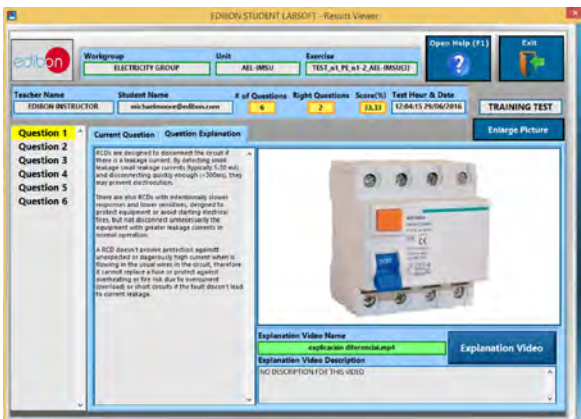 EDIBON STUDENT LABSOFT - Results Viewer
edibon
Workgroup
Unit
Exercise
Open Help (F1)
Exit
ELECTRICITY GROUP
AEL-IMSU
?
Teacher Name
Student Name
# of Questions
Right Questions
Score(%)
Test Hour & Date
EDIBON INSTRUCTOR
michaelmoore@edibon.com
6
2
33,33
12:04:15 29/06/2016
TRAINING TEST
Question 1
Question 2
Question 3
Question 4
Question 5
Question 6
Current Question
Question Explanation
Enlarge Picture
RCDs are designed to disconnect the circuit if
there is a leakage current. By detecting small
leakage small leakage currents (typically 5-30 mA)
and disconnecting quickly enough (<300ms), they
may prevent electrocution.
There are also RCDs with intentionally slower
responses and lower sensitives, designed to
protect equipment or avoid starting electrical
fires, but not disconnect unnecessarily the
equipment with greater leakage currents in
normal operation.
A RCD doesn't provide protection against
unexpected or dagerously high current when is
flowing in the usual wires in the circuit, therefore
it cannot replace a fuse or protect against
overheating or fire risk due to overcurrent
(overload) or short circuits if the fault doesn't lead
to current leakage.
Explanation Video Name
explicación diferencial.mp4
Explanation Video
Explanation Video Description
NO DESCRIPTION FOR THIS VIDEO